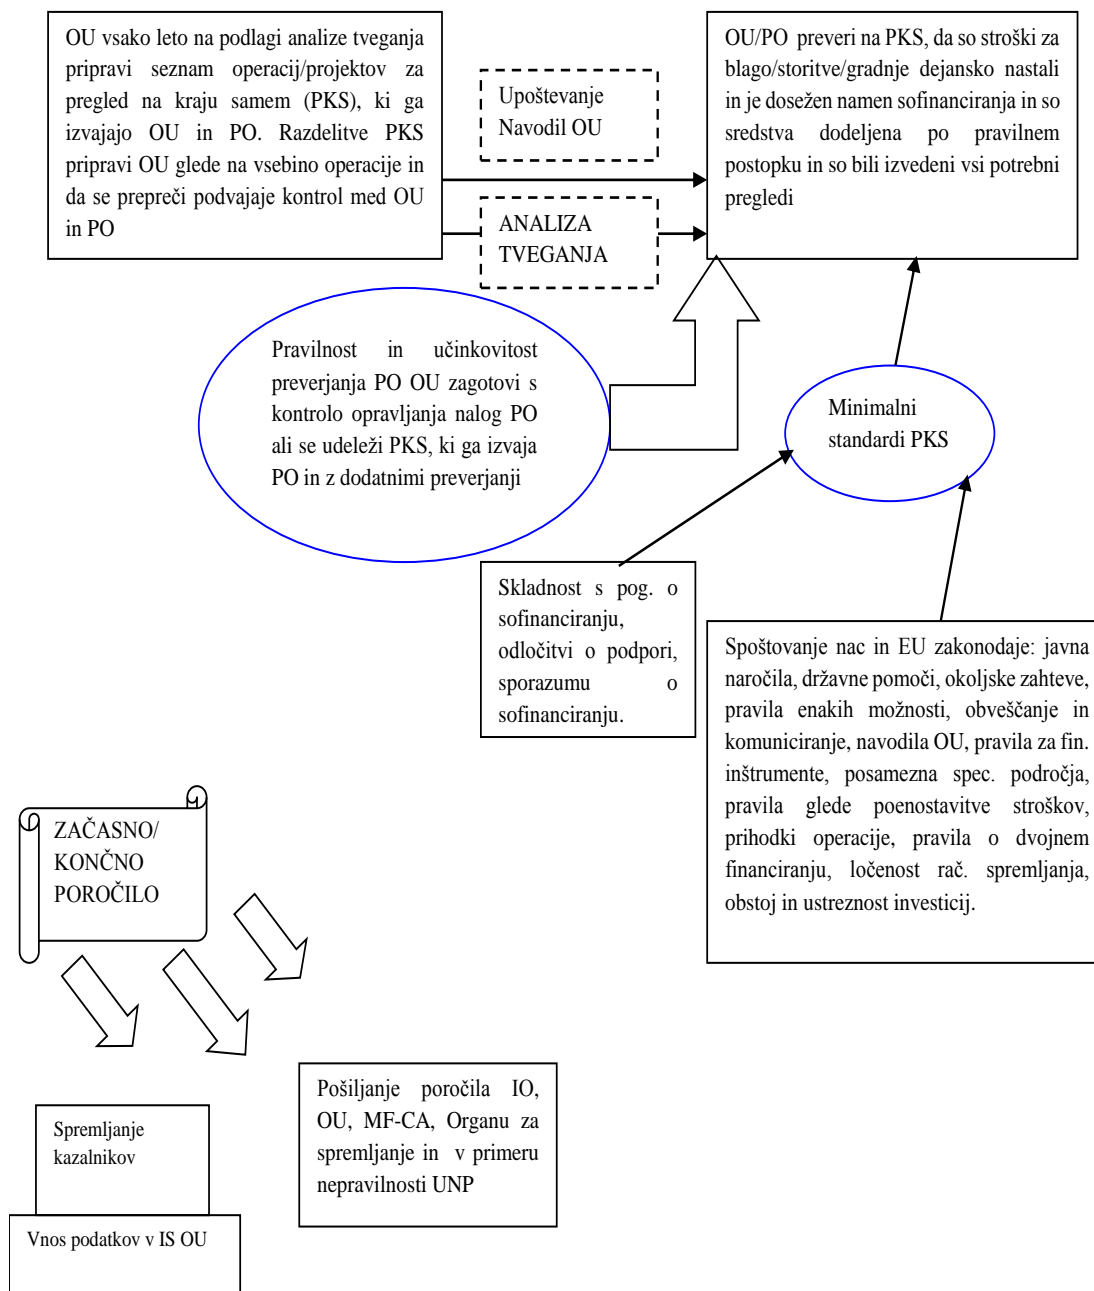 OU vsako leto na podlagi analize tveganja
pripravi seznam operacij/projektov za
pregled na kraju samem (PKS), ki ga
izvajajo OU in PO. Razdelitve PKS
pripravi OU glede na vsebino operacije in
da se prepreči podvajaje kontrol med OU
in PO
Upoštevanje
Navodil OU
ANALIZA
TVEGANJA
OU/PO preveri na PKS, da so stroški za
blago/storitve/gradnje dejansko nastali
in je dosežen namen sofinanciranja in so
sredstva dodeljena po pravilnem
postopku in so bili izvedeni vsi potrebni
pregledi
Pravilnost in učinkovitost
preverjanja PO OU zagotovi s
kontrolo opravljanja nalog PO
ali se udeleži PKS, ki ga izvaja
PO in z dodatnimi preverjanji
Minimalni
standardi PKS
Skladnost s pog. o
sofinanciranju,
odločitvi o podpori,
sporazumu o
sofinanciranju.
Spoštovanje nac in EU zakonodaje: javna
naročila, državne pomoči, okoljske zahteve,
pravila enakih možnosti, obveščanje in
komuniciranje, navodila OU, pravila za fin.
inštrumente, posamezna spec. področja,
pravila glede poenostavitve stroškov,
prihodki operacije, pravila o dvojnem
financiranju, ločenost rač. spremljanja,
obstoj in ustreznost investicij.
ZAČASNO/
KONČNO
POROČILO
Pošiljanje poročila IO,
OU, MF-CA, Organu za
spremljanje in v primeru
nepravilnosti UNP
Spremljanje
kazalnikov
Vnos podatkov v IS OU